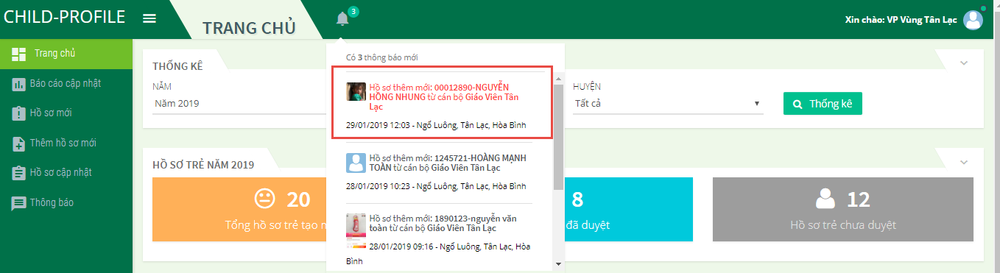 CHILD-PROFILE
TRANG CHỦ
3
Xin chào: VP Vùng Tân Lạc
Trang chủ
Báo cáo cập nhật
Hồ sơ mới
Thêm hồ sơ mới
Hồ sơ cập nhật
Thông báo
THỐNG KÊ
NĂM
Năm 2019
Có 3 thông báo mới
Hồ sơ thêm mới: 00012890-NGUYỄN
HỒNG NHUNG từ cán bộ Giáo Viên Tân
Lạc
29/01/2019 12:03 - Ngổ Luông, Tân Lạc, Hòa Bình
Hồ sơ thêm mới: 1245721-HOÀNG MẠNH
TOÀN từ cán bộ Giáo Viên Tân Lạc
28/01/2019 10:23 - Ngổ Luông, Tân Lạc, Hòa Bình
Hồ sơ thêm mới: 1890123-nguyễn văn
toàn từ cán bộ Giáo Viên Tân Lạc
28/01/2019 09:16 - Ngổ Luông, Tân Lạc, Hòa
Bình
HUYỆN
Tất cả
Thống kê
HỒ SƠ TRẺ NĂM 2019
20
Tổng hồ sơ trẻ tạo
8
đã duyệt
12
Hồ sơ trẻ chưa duyệt